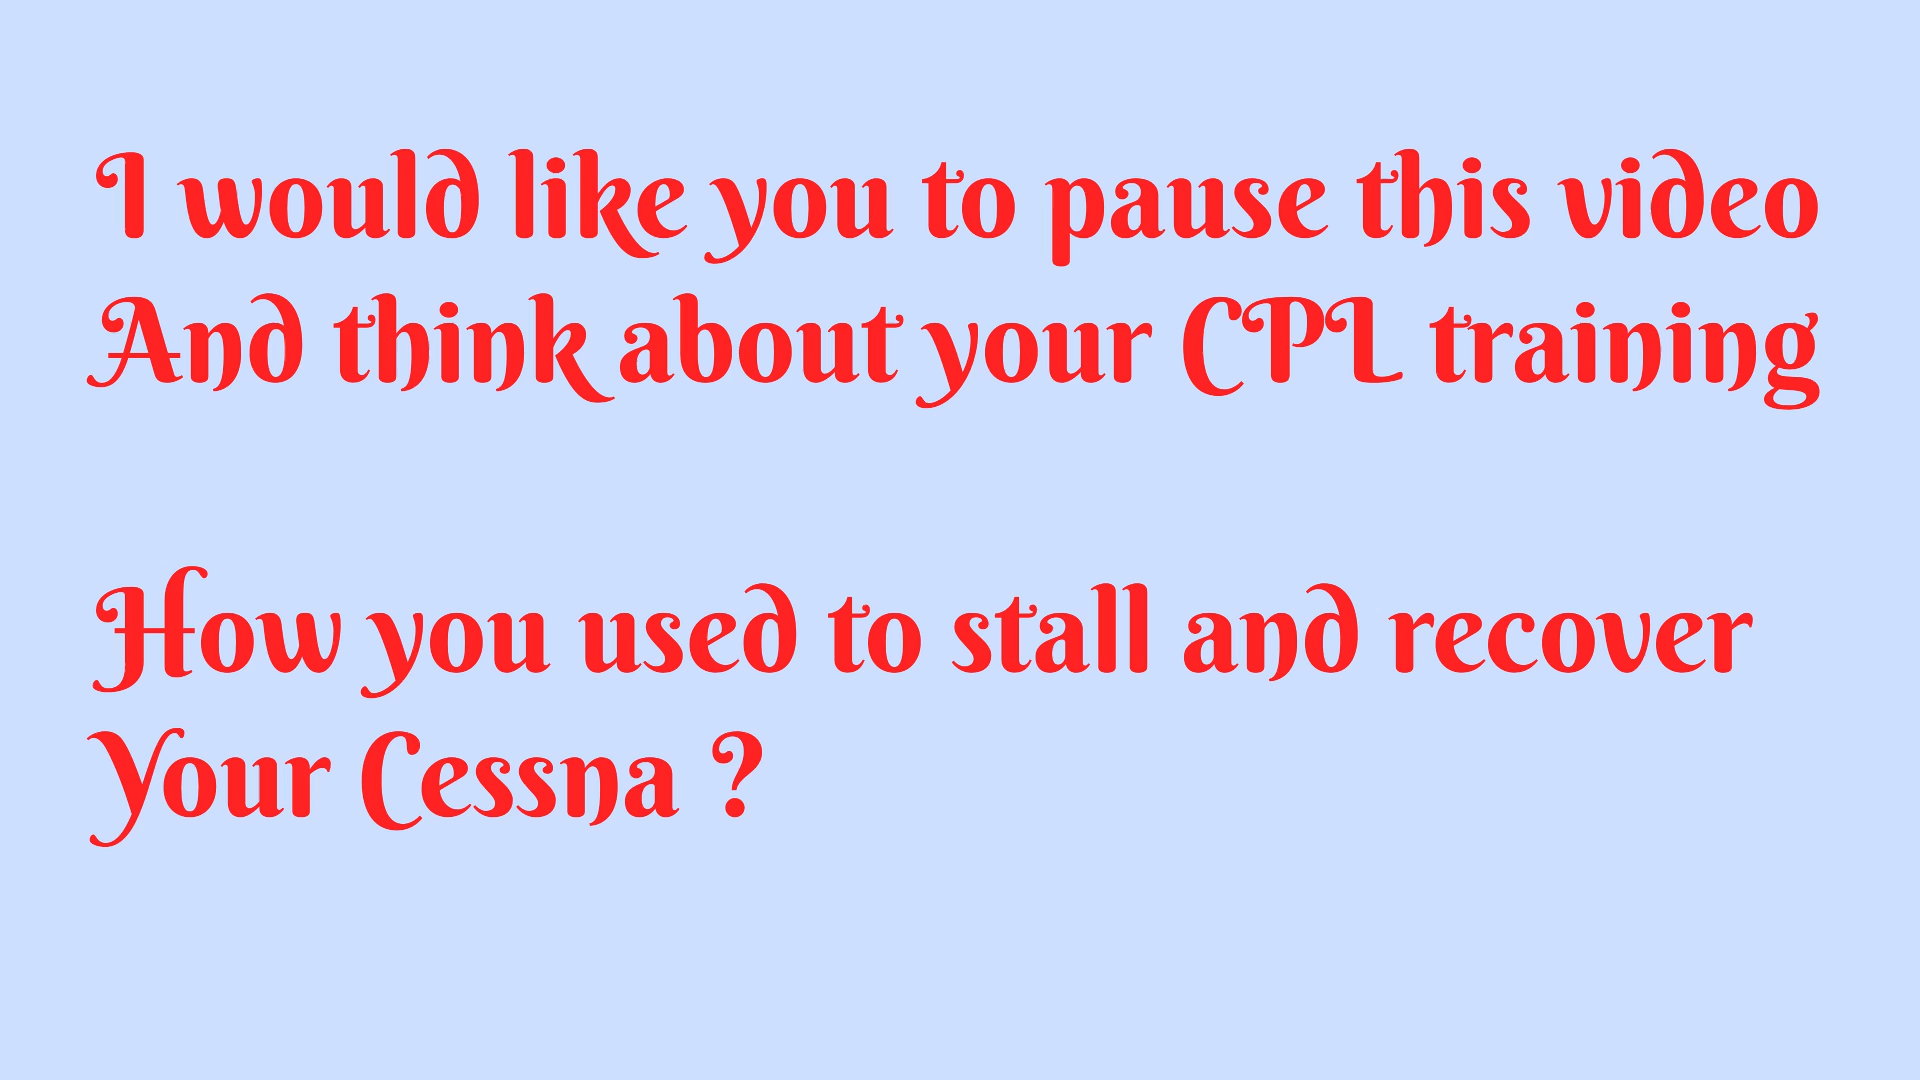 I would like you to pause this video
And think about your CPL training
How you used to stall and recover
Your Cessna ?